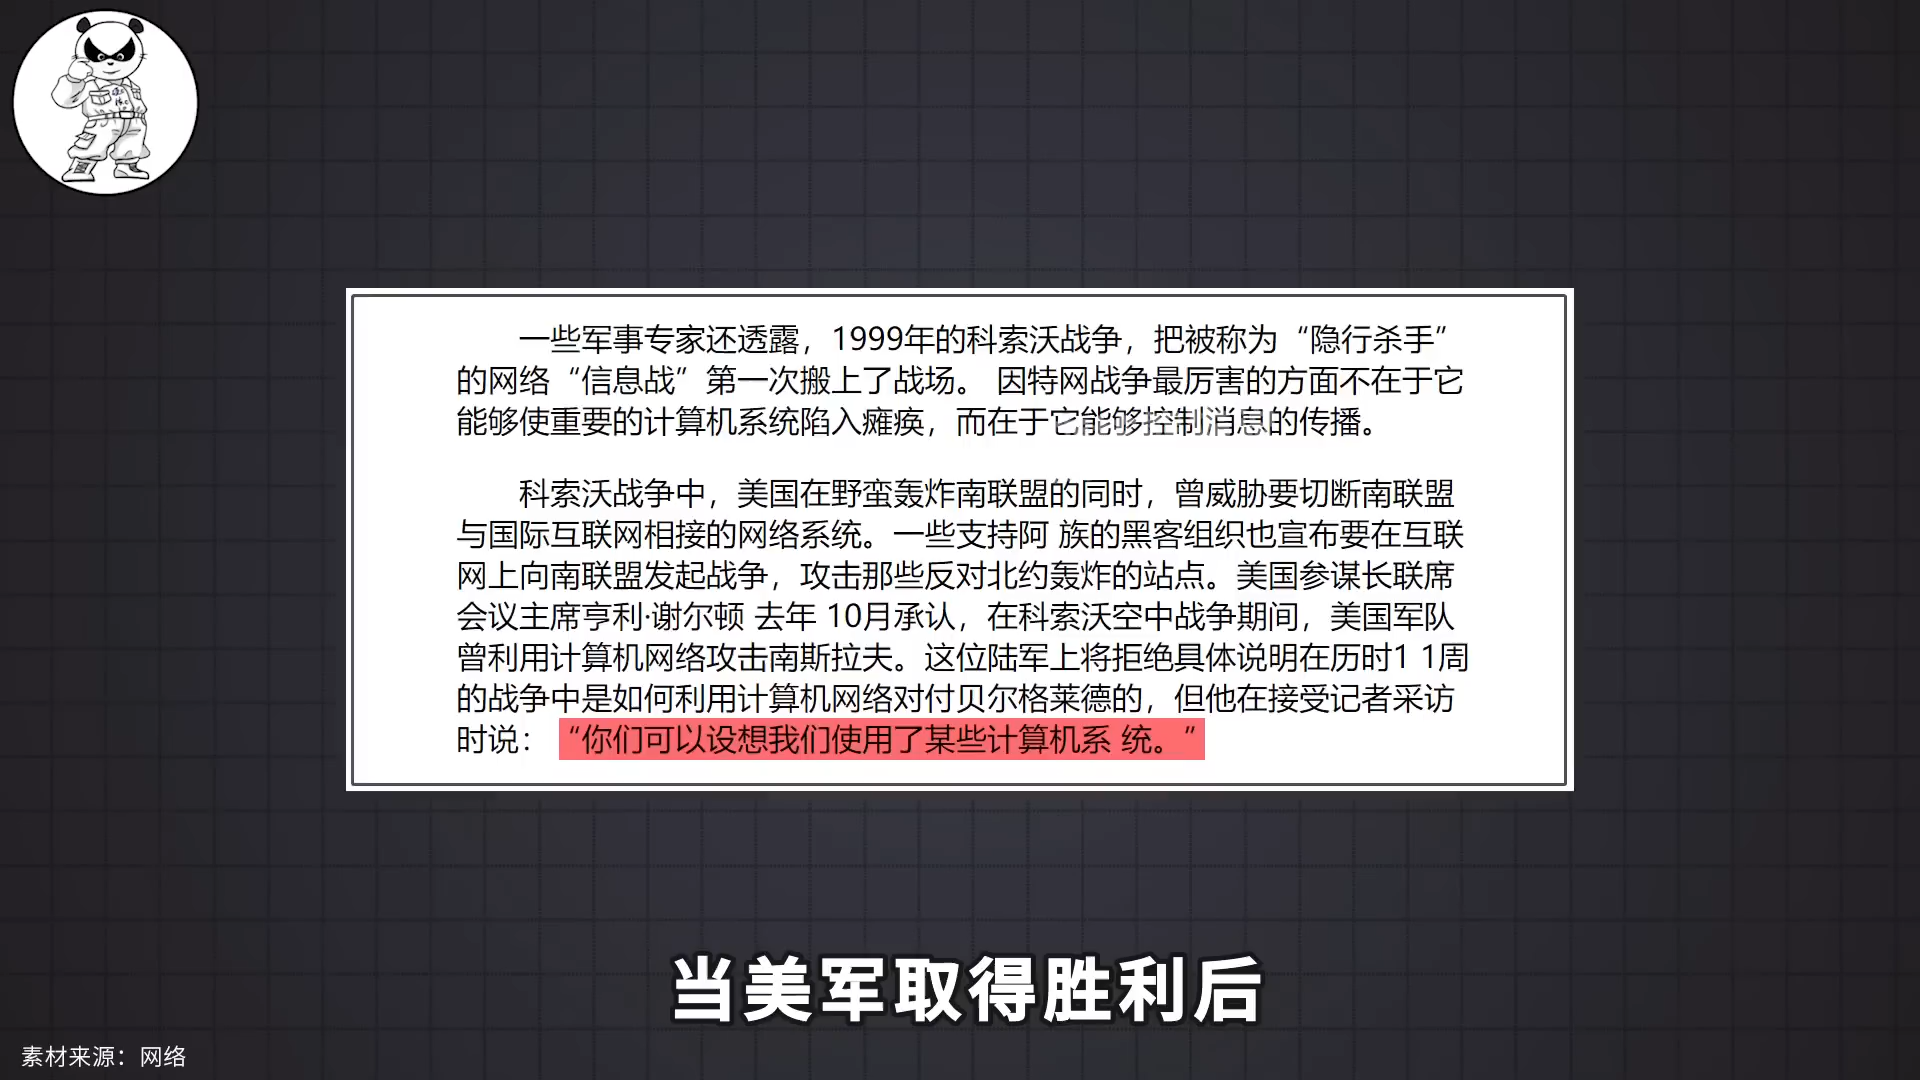 一些军事专家还透露，1999年的科索沃战争，把被称为“隐行杀手”
的网络“信息战”第一次搬上了战场。 因特网战争最厉害的方面不在于它
能够使重要的计算机系统陷入瘫痪，而在于它能够控制消息的传播。
科索沃战争中，美国在野蛮轰炸南联盟的同时，曾威胁要切断南联盟
与国际互联网相接的网络系统。一些支持阿 族的黑客组织也宣布要在互联
网上向南联盟发起战争，攻击那些反对北约轰炸的站点。美国参谋长联席
会议主席亨利·谢尔顿 去年 10月承认，在科索沃空中战争期间，美国军队
曾利用计算机网络攻击南斯拉夫。这位陆军上将拒绝具体说明在历时1 1周
的战争中是如何利用计算机网络对付贝尔格莱德的，但他在接受记者采访
时说： “你们可以设想我们使用了某些计算机系 统。”
当美军取得胜利后
素材来源：网络